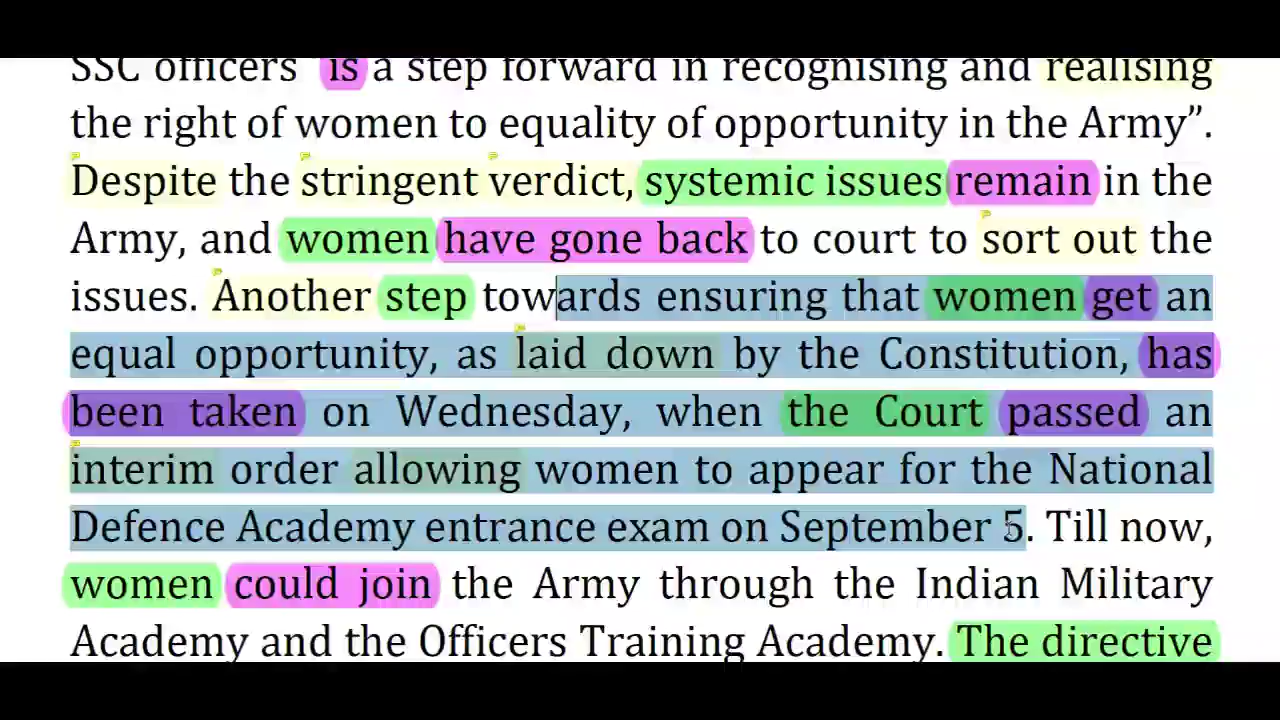 SSC officers is a step forward in recognising and realising
the right of women to equality of opportunity in the Army”.
Despite the stringent verdict, systemic issues remain in the
Army, and women have gone back to court to sort out the
issues. Another step towards ensuring that women get an
equal opportunity, as laid down by the Constitution, has
been taken on Wednesday, when the Court passed an
interim order allowing women to appear for the National
Defence Academy entrance exam on September 5. Till now,
women could join the Army through the Indian Military
Academy and the Officers Training Academy. The directive